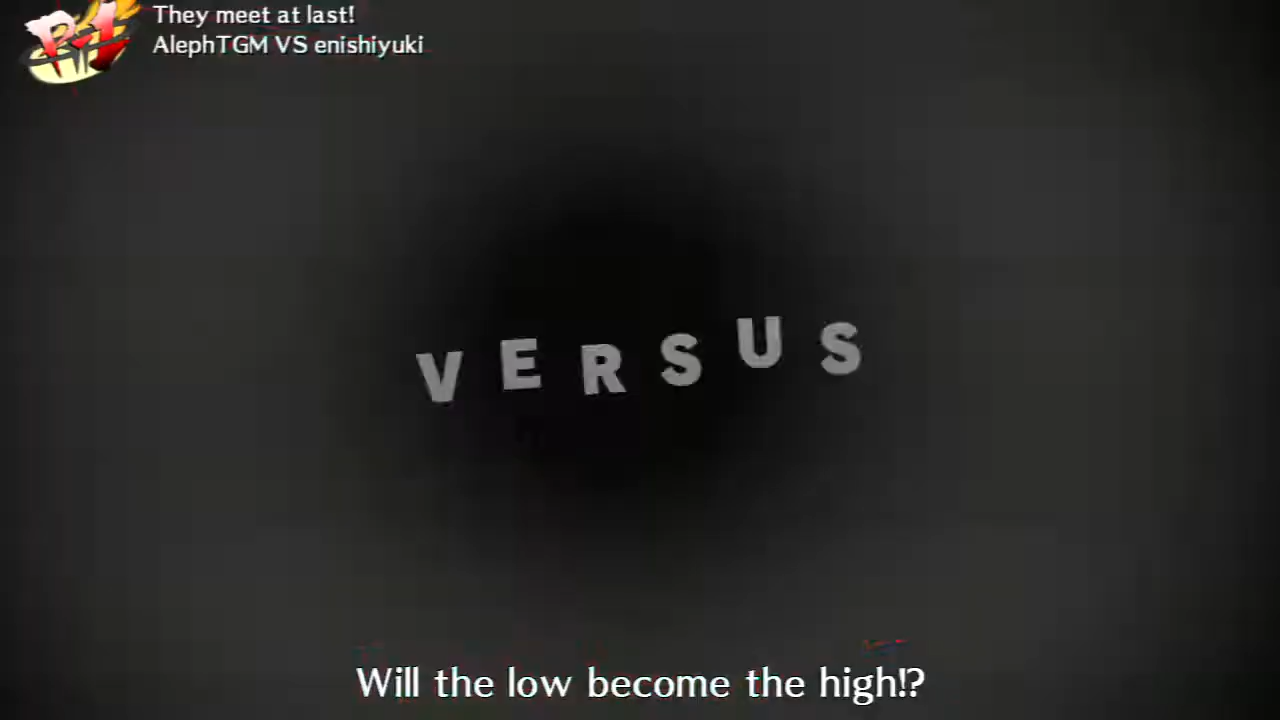 They meet at last!
AlephTGM VS enishiyuki
VERSUS
Will the low become the high!?